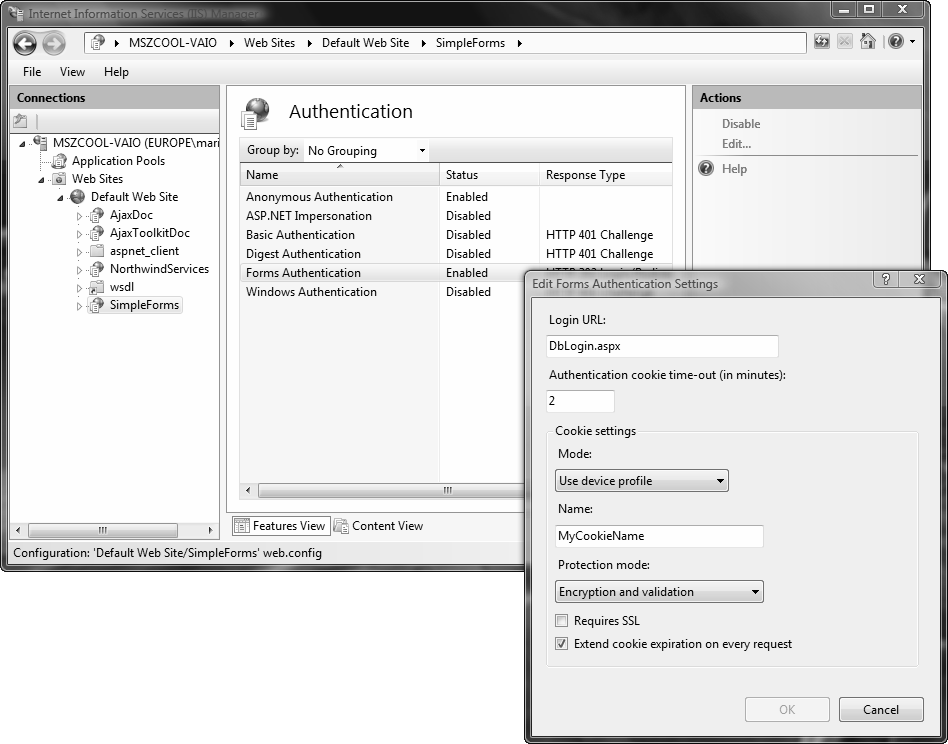 Internet Information Services (IIS) Manager
MSZCOOL-VAIO Web Sites Default Web Site SimpleForms
File View Help
Connections
MSZCOOL-VAIO (EUROPE\mari
Application Pools
Web Sites
Default Web Site
AjaxDoc
AjaxToolkitDoc
aspnet_client
NorthwindServices
wsdl
SimpleForms
Authentication
Group by: No Grouping
Name Status Response Type
Anonymous Authentication Enabled
ASP.NET Impersonation Disabled
Basic Authentication Disabled HTTP 401 Challenge
Digest Authentication Disabled HTTP 401 Challenge
Forms Authentication Enabled
Windows Authentication Disabled
Features View Content View
Actions
Disable
Edit...
Help
Configuration: 'Default Web Site/SimpleForms' web.config
Edit Forms Authentication Settings
Login URL:
DbLogin.aspx
Authentication cookie time-out (in minutes):
2
Cookie settings
Mode:
Use device profile
Name:
MyCookieName
Protection mode:
Encryption and validation
Requires SSL
Extend cookie expiration on every request
OK Cancel